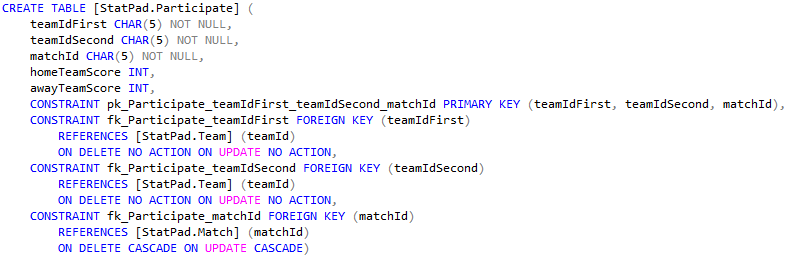 CREATE TABLE [StatPad.Participate] (
    teamIdFirst CHAR(5) NOT NULL,
    teamIdSecond CHAR(5) NOT NULL,
    matchId CHAR(5) NOT NULL,
    homeTeamScore INT,
    awayTeamScore INT,
    CONSTRAINT pk_Participate_teamIdFirst_teamIdSecond_matchId PRIMARY KEY (teamIdFirst, teamIdSecond, matchId),
    CONSTRAINT fk_Participate_teamIdFirst FOREIGN KEY (teamIdFirst)
        REFERENCES [StatPad.Team] (teamId)
        ON DELETE NO ACTION ON UPDATE NO ACTION,
    CONSTRAINT fk_Participate_teamIdSecond FOREIGN KEY (teamIdSecond)
        REFERENCES [StatPad.Team] (teamId)
        ON DELETE NO ACTION ON UPDATE NO ACTION,
    CONSTRAINT fk_Participate_matchId FOREIGN KEY (matchId)
        REFERENCES [StatPad.Match] (matchId)
        ON DELETE CASCADE ON UPDATE CASCADE)